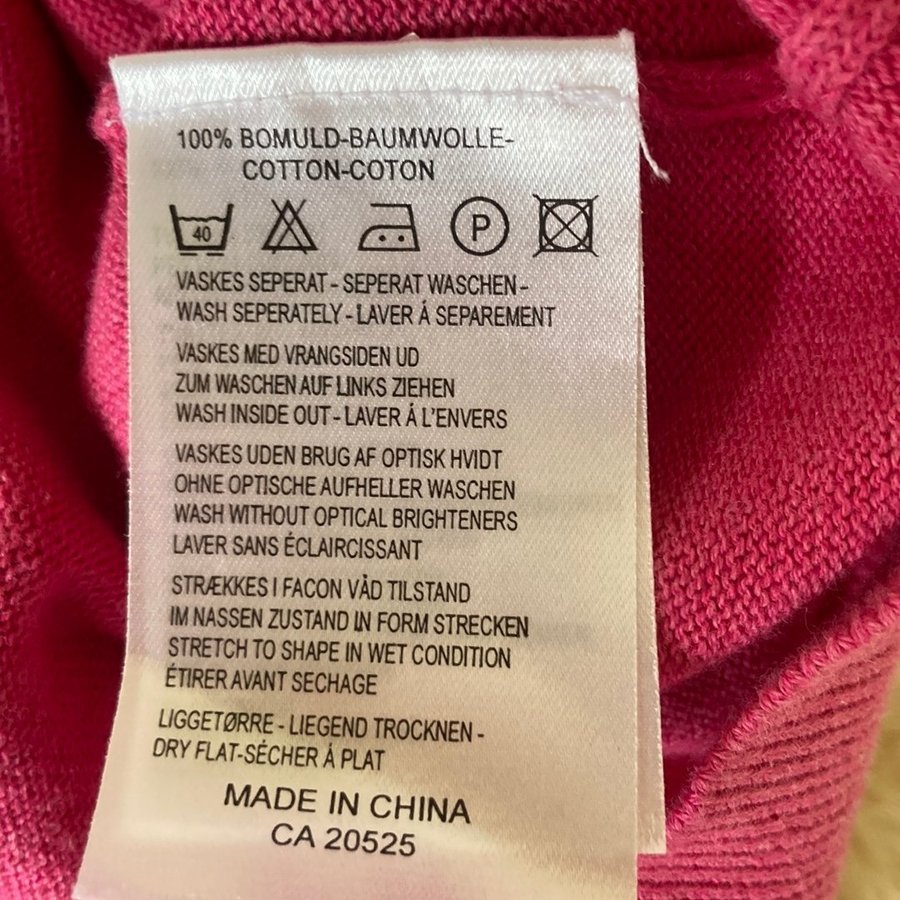 100% BOMULD-BAUMWOLLE-
COTTON-COTON
40
P
VASKES SEPERAT - SEPERAT WASCHEN -
WASH SEPERATELY - LAVER Á SEPAREMENT
VASKES MED VRANGSIDEN UD
ZUM WASCHEN AUF LINKS ZIEHEN
WASH INSIDE OUT - LAVER Á L'ENVERS
VASKES UDEN BRUG AF OPTISK HVIDT
OHNE OPTISCHE AUFHELLER WASCHEN
WASH WITHOUT OPTICAL BRIGHTENERS
LAVER SANS ÉCLAIRCISSANT
STRÆKKES I FACON VÅD TILSTAND
IM NASSEN ZUSTAND IN FORM STRECKEN
STRETCH TO SHAPE IN WET CONDITION
ÉTIRER AVANT SECHAGE
LIGGETØRRE - LIEGEND TROCKNEN -
DRY FLAT-SÉCHER Á PLAT
MADE IN CHINA
CA 20525